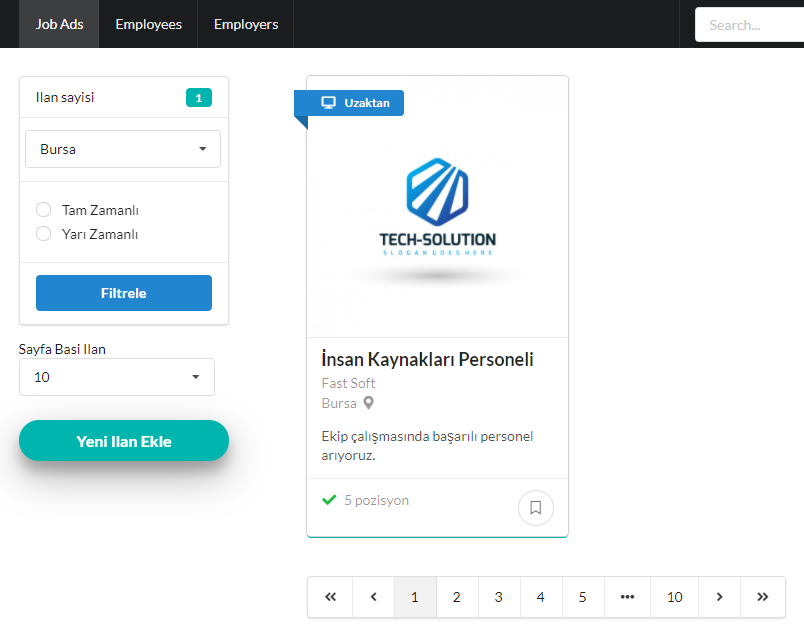 Job Ads
Employees
Employers
Search...
Ilan sayisi
1
Bursa
Tam Zamanlı
Yarı Zamanlı
Filtrele
Sayfa Basi Ilan
10
Yeni Ilan Ekle
Uzaktan
TECH-SOLUTION
SLOGAN GOES HERE
İnsan Kaynakları Personeli
Fast Soft
Bursa
Ekip çalışmasında başarılı personel
arıyoruz.
5 pozisyon
« ‹ 1 2 3 4 5 ••• 10 › »